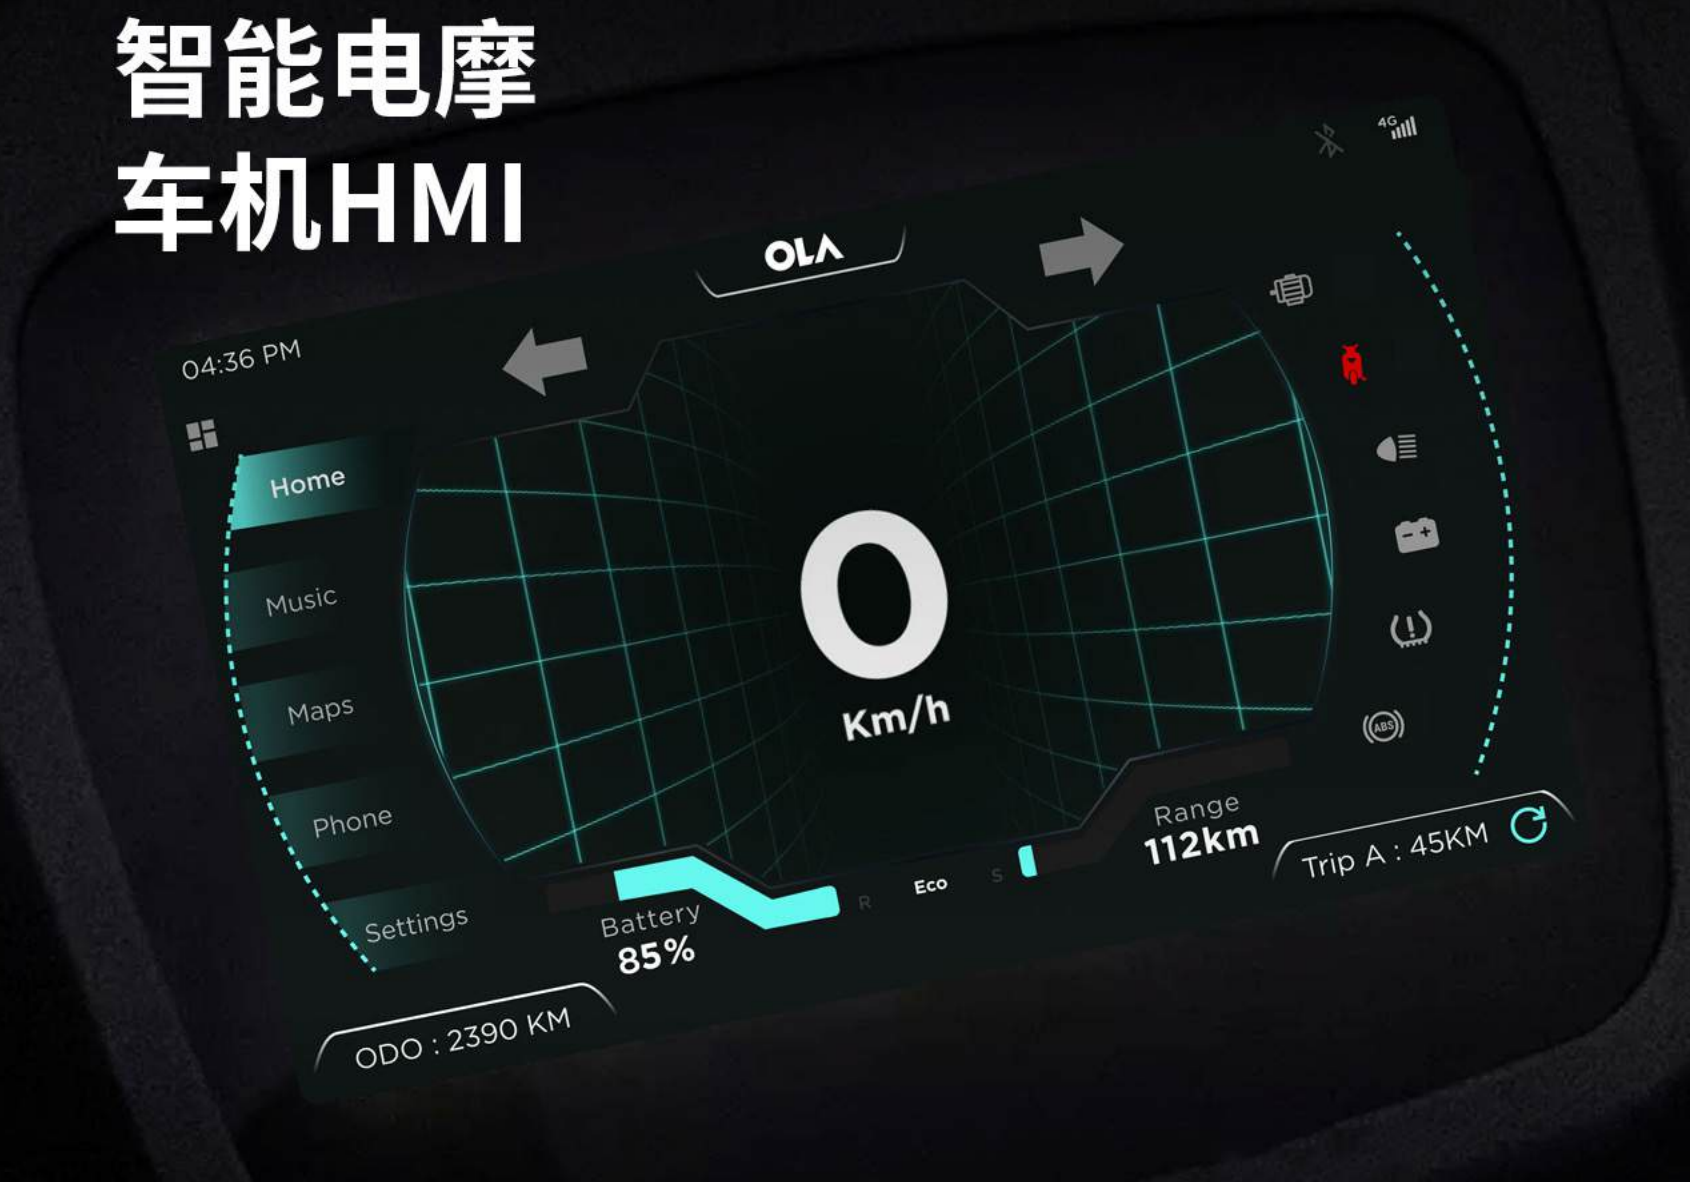 智能电摩
车机HMI
4G
OLA
04:36 PM
Home
Music
Maps
Phone
Settings
0
Km/h
ABS
Range
112km
Trip A : 45KM
R
Eco
S
Battery
85%
ODO : 2390 KM